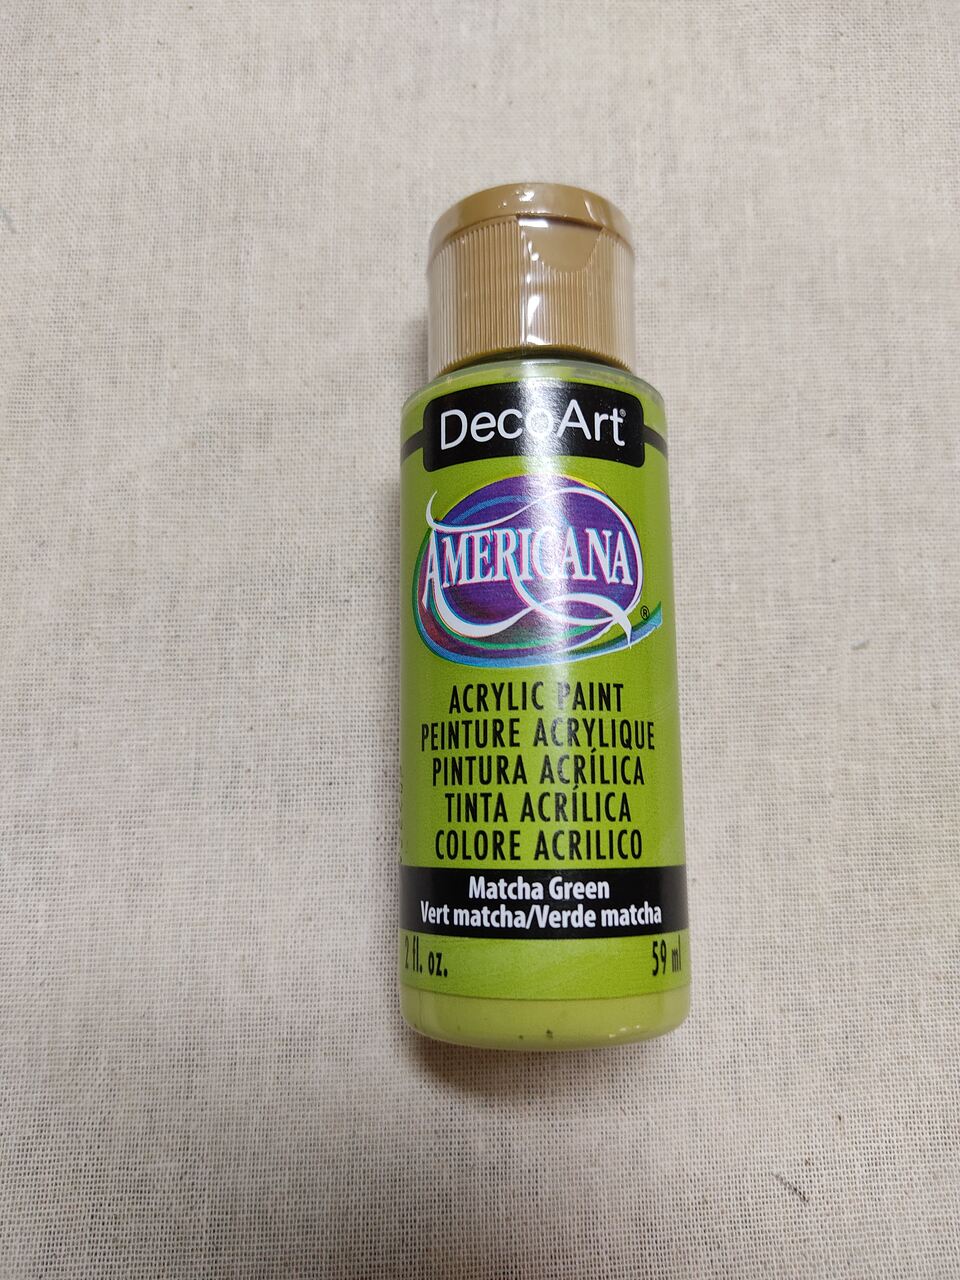 DecoArt®
AMERICANA®
ACRYLIC PAINT
PEINTURE ACRYLIQUE
PINTURA ACRÍLICA
TINTA ACRÍLICA
COLORE ACRILICO
Matcha Green
Vert matcha/Verde matcha
2 fl. oz. 59 ml